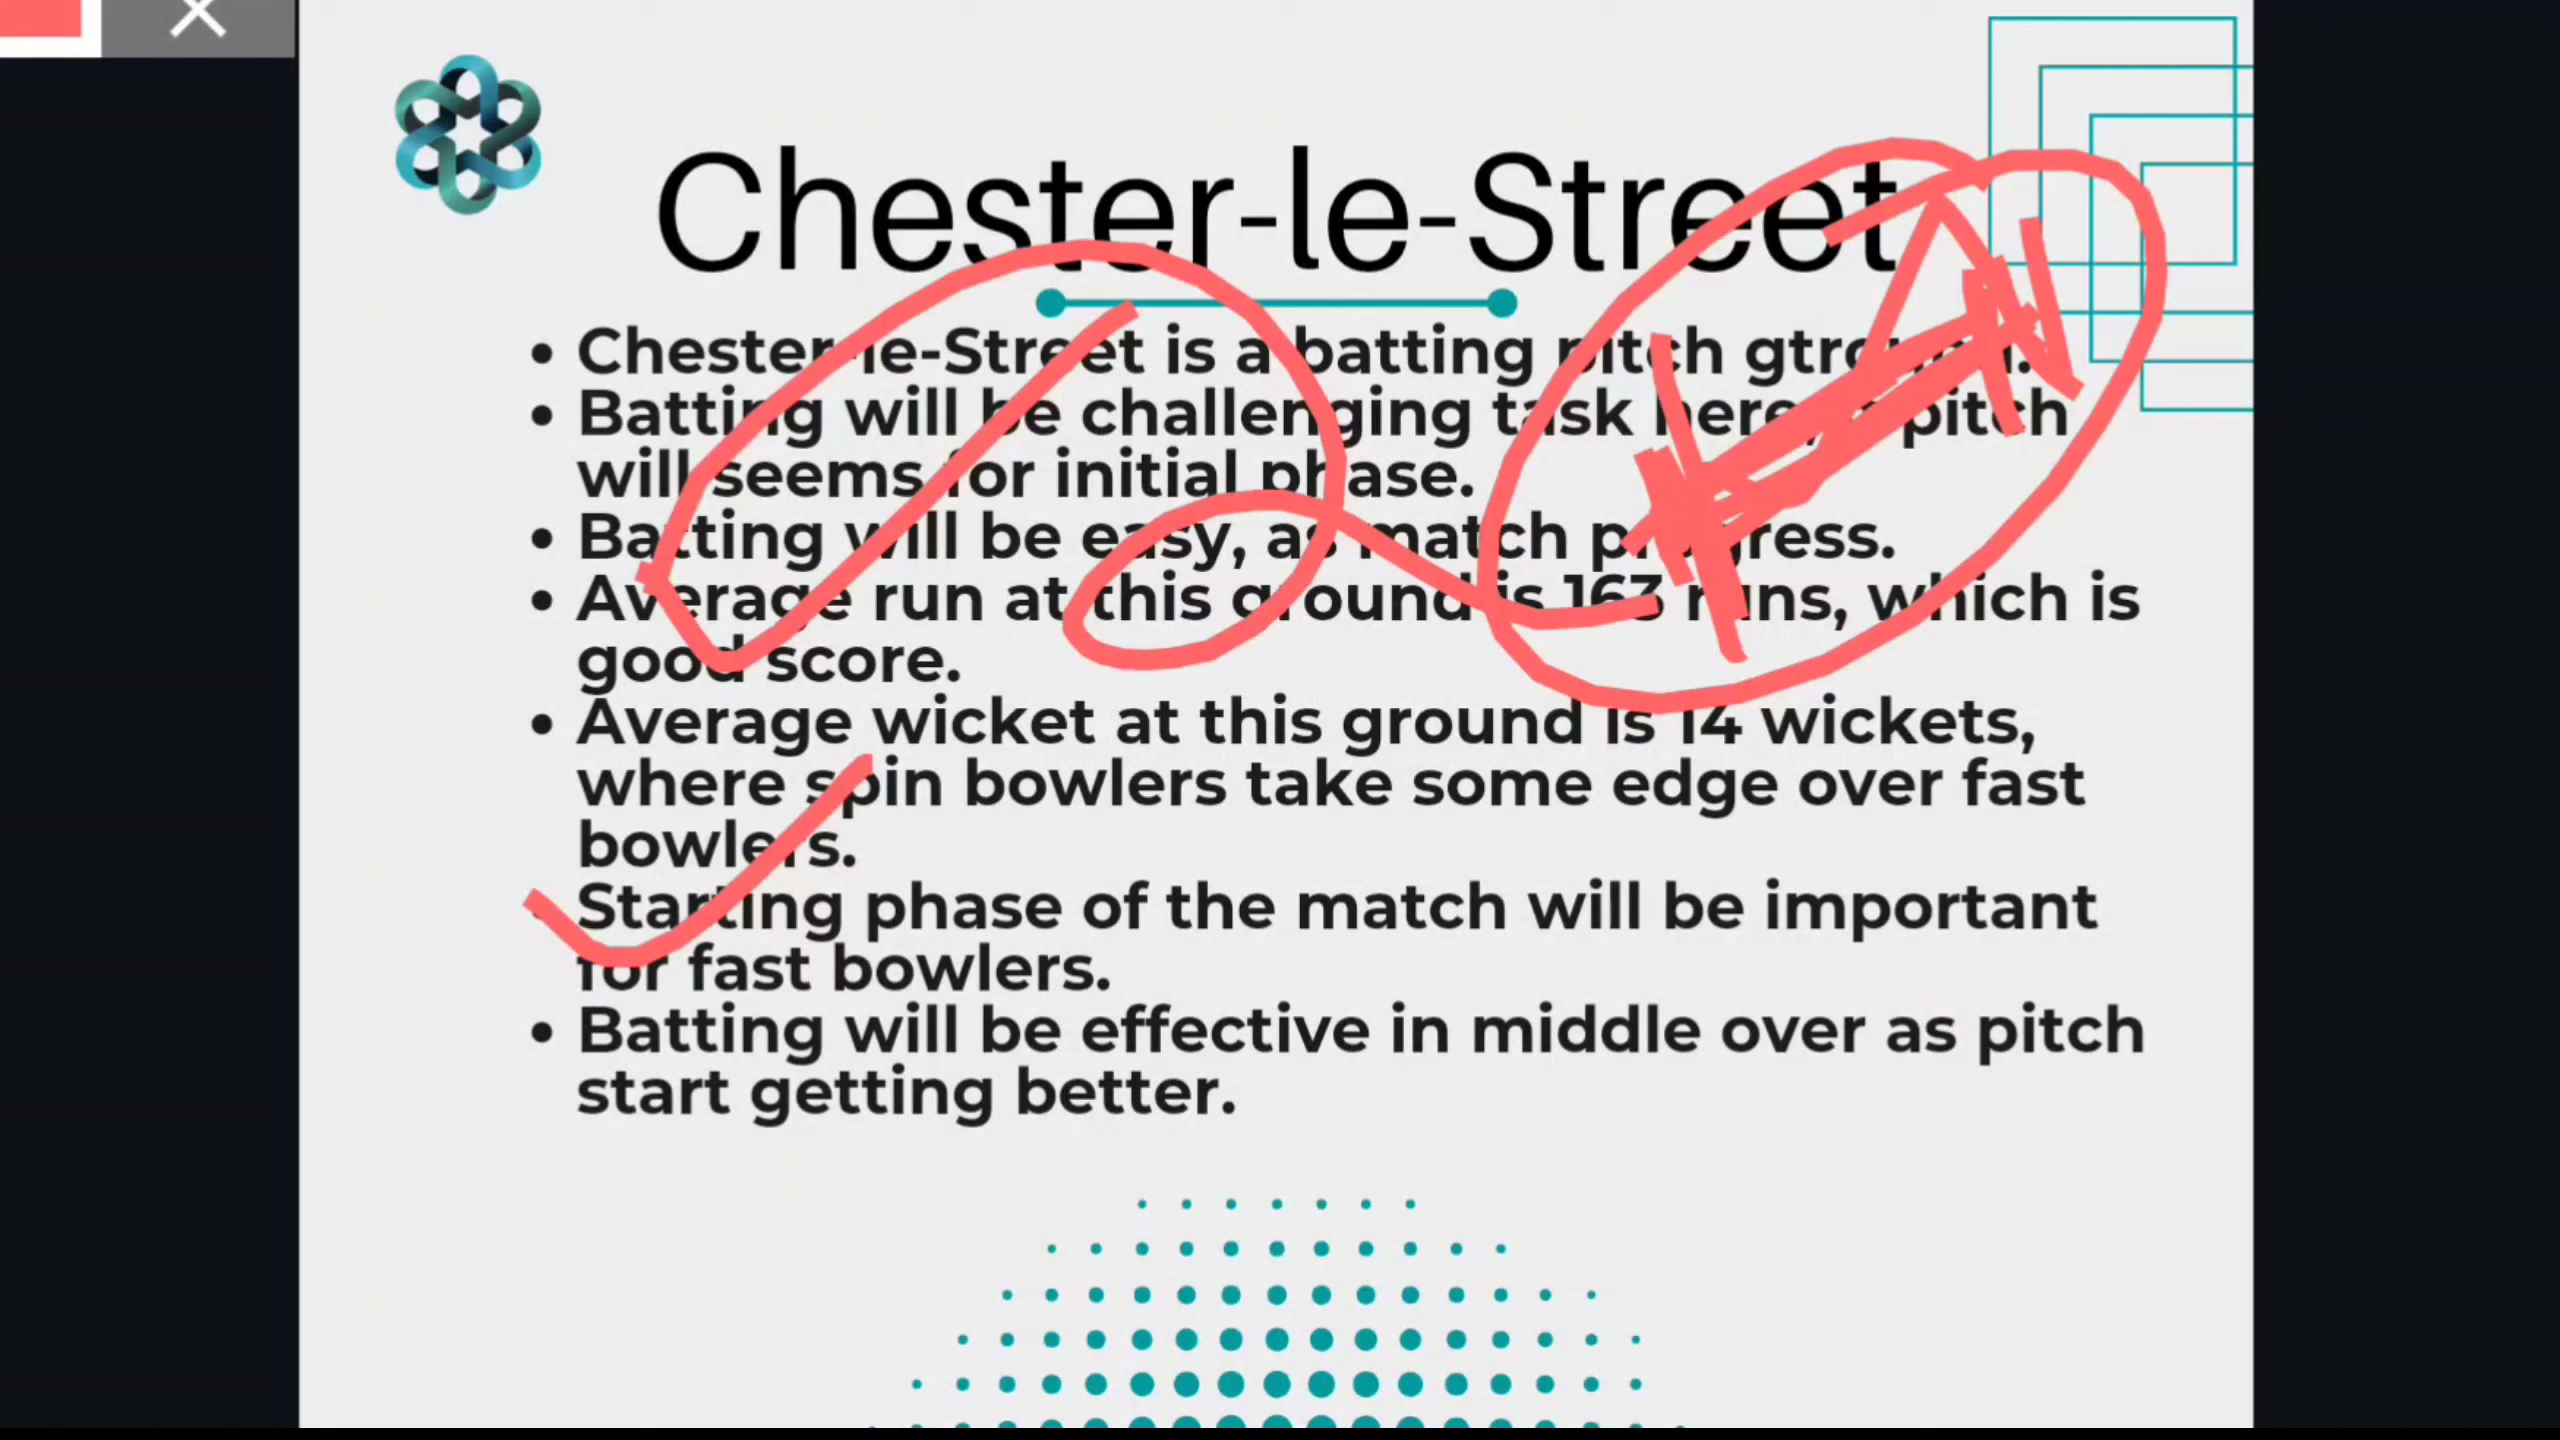 Chester-le-Street
• Chester-le-Street is a batting pitch gtround.
• Batting will be challenging task here, pitch
will seems for initial phase.
• Batting will be easy, as match progress.
• Average run at this ground is 163 runs, which is
good score.
• Average wicket at this ground is 14 wickets,
where spin bowlers take some edge over fast
bowlers.
• Starting phase of the match will be important
for fast bowlers.
• Batting will be effective in middle over as pitch
start getting better.